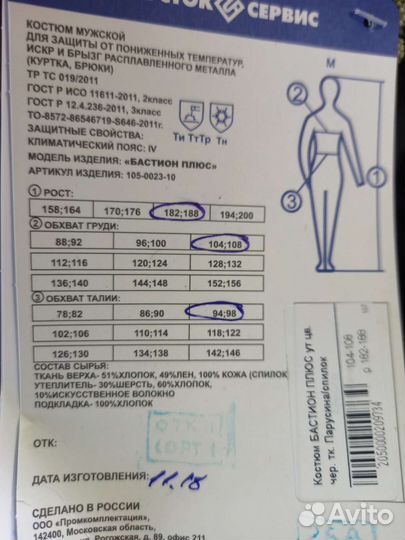 СТОК СЕРВИС
КОСТЮМ МУЖСКОЙ
ДЛЯ ЗАЩИТЫ ОТ ПОНИЖЕННЫХ ТЕМПЕРАТУР,
ИСКР И БРЫЗГ РАСПЛАВЛЕННОГО МЕТАЛЛА
(КУРТКА, БРЮКИ)
ТР ТС 019/2011
ГОСТ Р ИСО 11611-2011, 2класс
ГОСТ Р 12.4.236-2011, 3класс
ТО-8572-86546719-S646-2011г.
ЗАЩИТНЫЕ СВОЙСТВА:
Ти ТтТр Тн
КЛИМАТИЧЕСКИЙ ПОЯС: IV
МОДЕЛЬ ИЗДЕЛИЯ: «БАСТИОН ПЛЮС»
АРТИКУЛ ИЗДЕЛИЯ: 105-0023-10
1 РОСТ:
158;164 170;176 182;188 194;200
2 ОБХВАТ ГРУДИ:
88;92 96;100 104;108
112;116 120;124 128;132
136;140 144;148 152;156
3 ОБХВАТ ТАЛИИ:
78;82 86;90 94;98
102;106 110;114 118;122
126;130 134;138 142;146
СОСТАВ СЫРЬЯ:
ТКАНЬ ВЕРХА- 51%ХЛОПОК, 49%ЛЕН, 100% КОЖА (СПИЛОК
УТЕПЛИТЕЛЬ- 30%ШЕРСТЬ, 60%ХЛОПОК,
10%ИСКУССТВЕННОЕ ВОЛОКНО
ПОДКЛАДКА- 100%ХЛОПОК
ОТК:
ОТК
СОРТ 1
ДАТА ИЗГОТОВЛЕНИЯ: 11.18
СДЕЛАНО В РОССИИ
ООО «Промкомплектация»,
142400, Московская область,
Рогожская, д. 89, офис 211
М
2
3
1
Костюм БАСТИОН ПЛЮС ут цв.
чер. тк. Парусина/спилок
104-108
р 182-188
шт
2050000209734
Avito